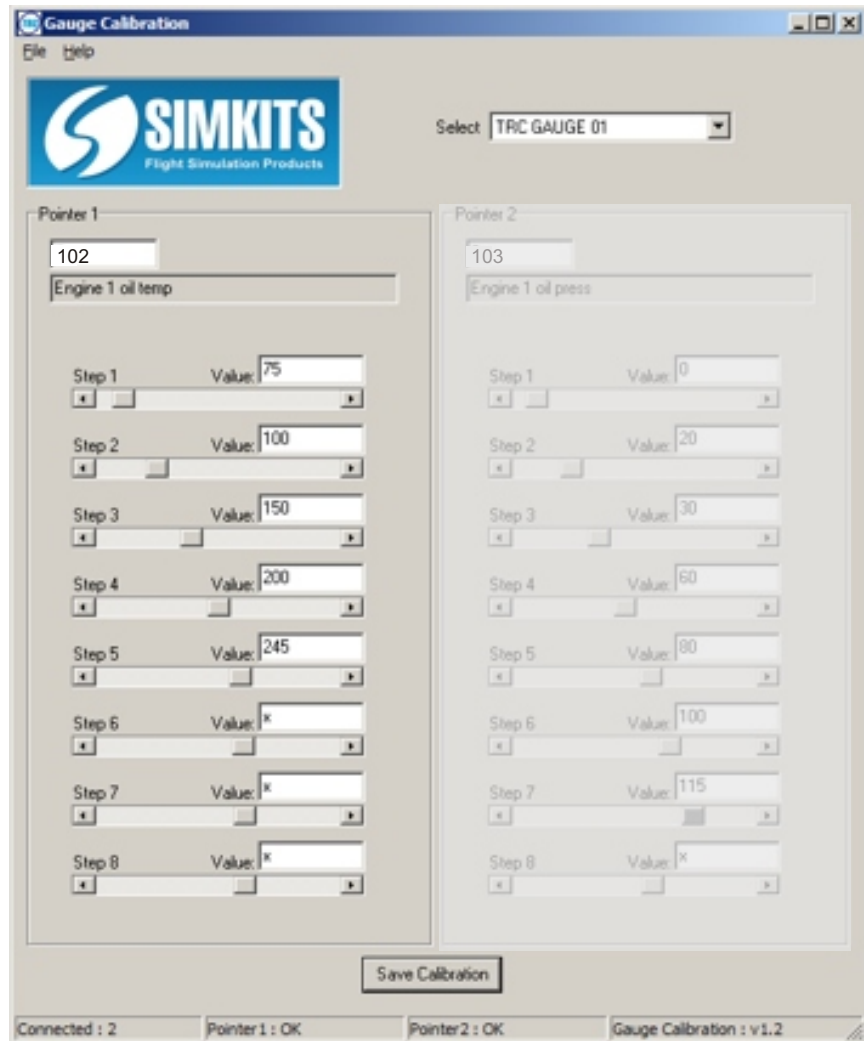 Gauge Calibration
File Help
SIMKITS
Flight Simulation Products
Select TRC GAUGE 01
Pointer 1
102
Engine 1 oil temp
Step 1 Value: 75
Step 2 Value: 100
Step 3 Value: 150
Step 4 Value: 200
Step 5 Value: 245
Step 6 Value: x
Step 7 Value: x
Step 8 Value: x
Pointer 2
103
Engine 1 oil press
Step 1 Value: 0
Step 2 Value: 20
Step 3 Value: 30
Step 4 Value: 60
Step 5 Value: 80
Step 6 Value: 100
Step 7 Value: 115
Step 8 Value: x
Save Calibration
Connected : 2 Pointer1 : OK Pointer2 : OK Gauge Calibration : v1.2